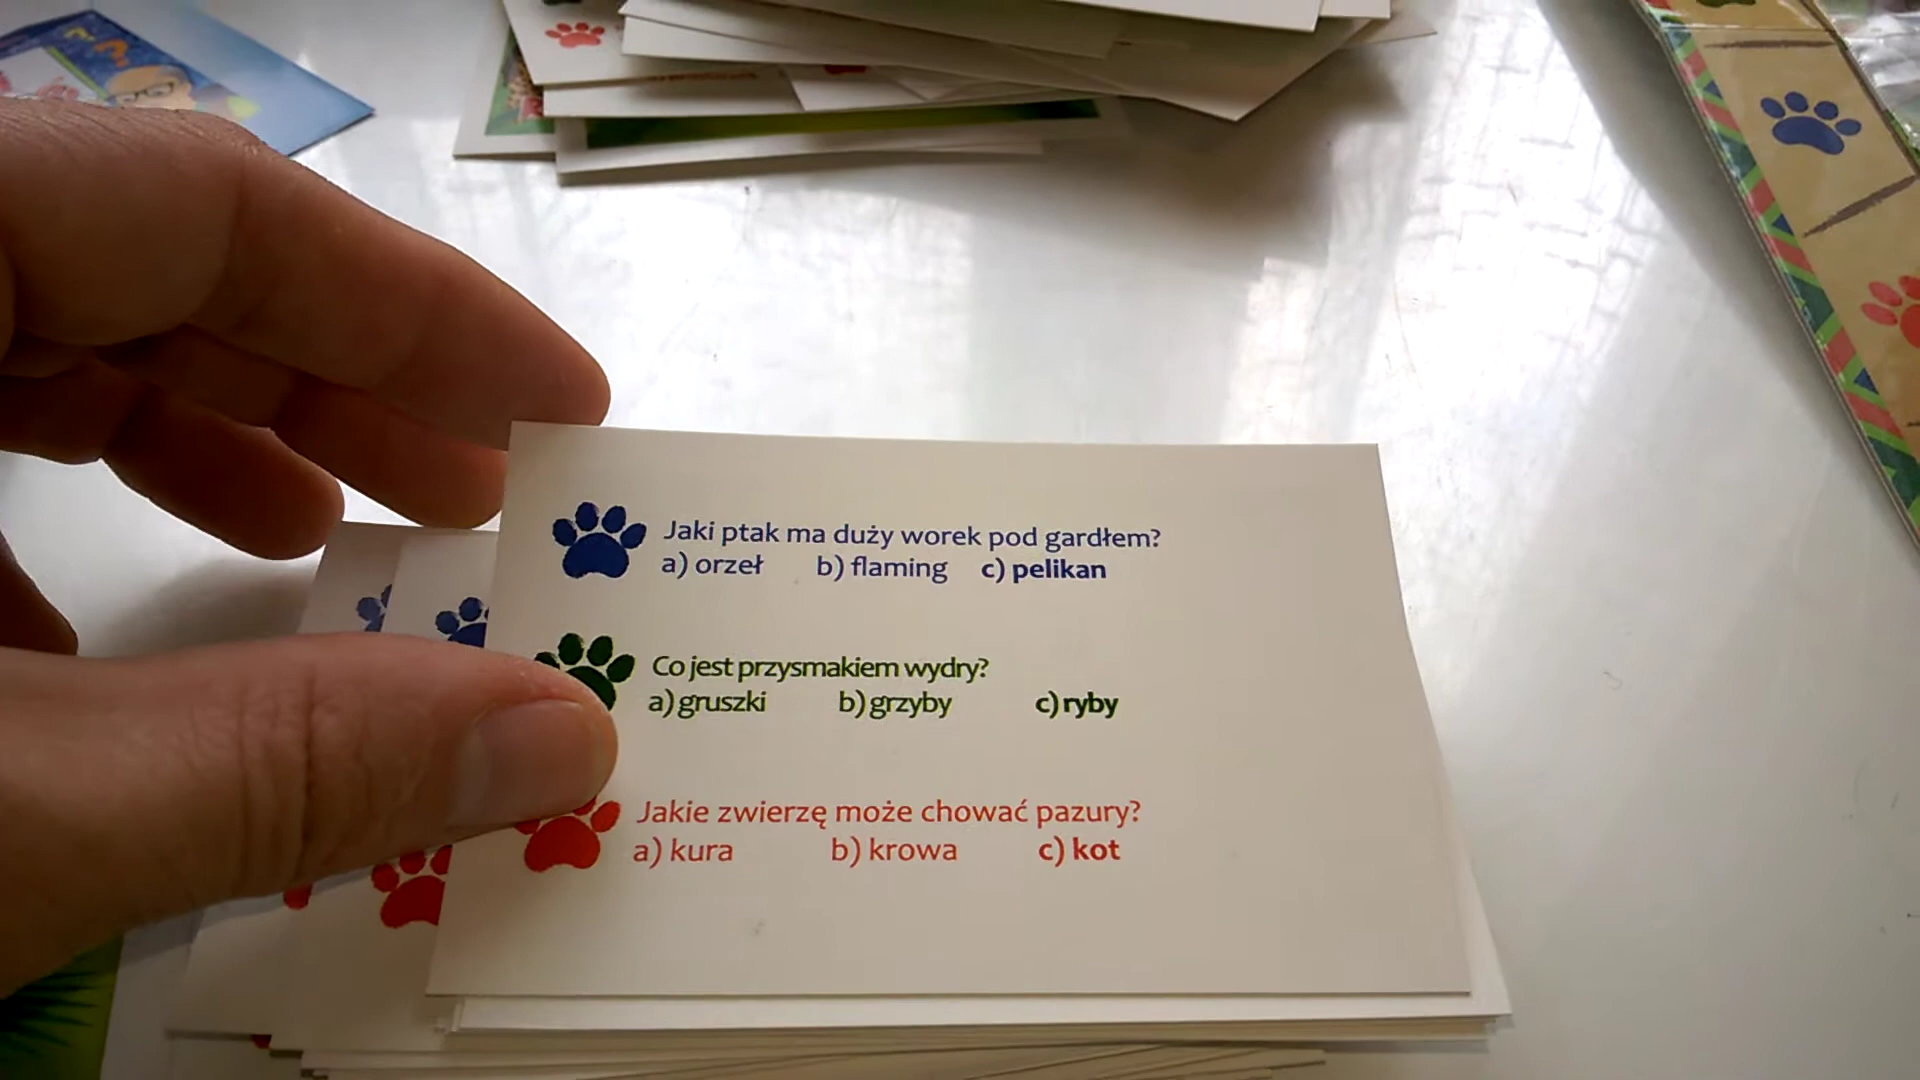 Jaki ptak ma duży worek pod gardłem?
a) orzeł b) flaming c) pelikan
Co jest przysmakiem wydry?
a) gruszki b) grzyby c) ryby
Jakie zwierzę może chować pazury?
a) kura b) krowa c) kot